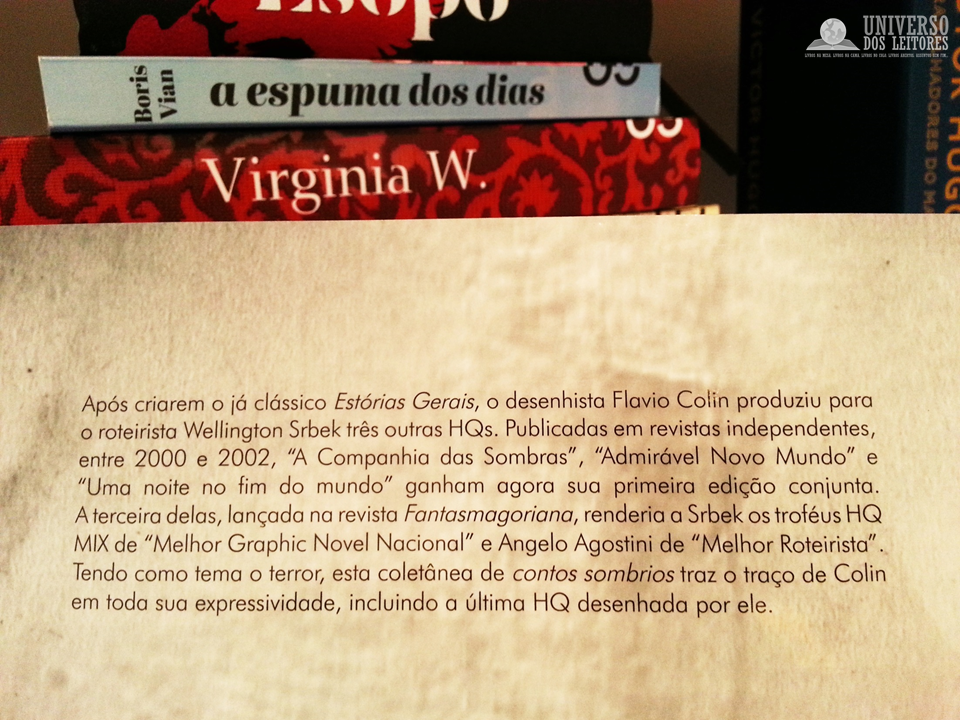 Esopo
Boris Vian
a espuma dos dias
Virginia W.
UNIVERSO
DOS LEITORES
VICTOR HUGO
Após criarem o já clássico Estórias Gerais, o desenhista Flavio Colin produziu para
o roteirista Wellington Srbek três outras HQs. Publicadas em revistas independentes,
entre 2000 e 2002, “A Companhia das Sombras”, “Admirável Novo Mundo” e
“Uma noite no fim do mundo” ganham agora sua primeira edição conjunta.
A terceira delas, lançada na revista Fantasmagoriana, renderia a Srbek os troféus HQ
MIX de “Melhor Graphic Novel Nacional” e Angelo Agostini de “Melhor Roteirista”.
Tendo como tema o terror, esta coletânea de contos sombrios traz o traço de Colin
em toda sua expressividade, incluindo a última HQ desenhada por ele.